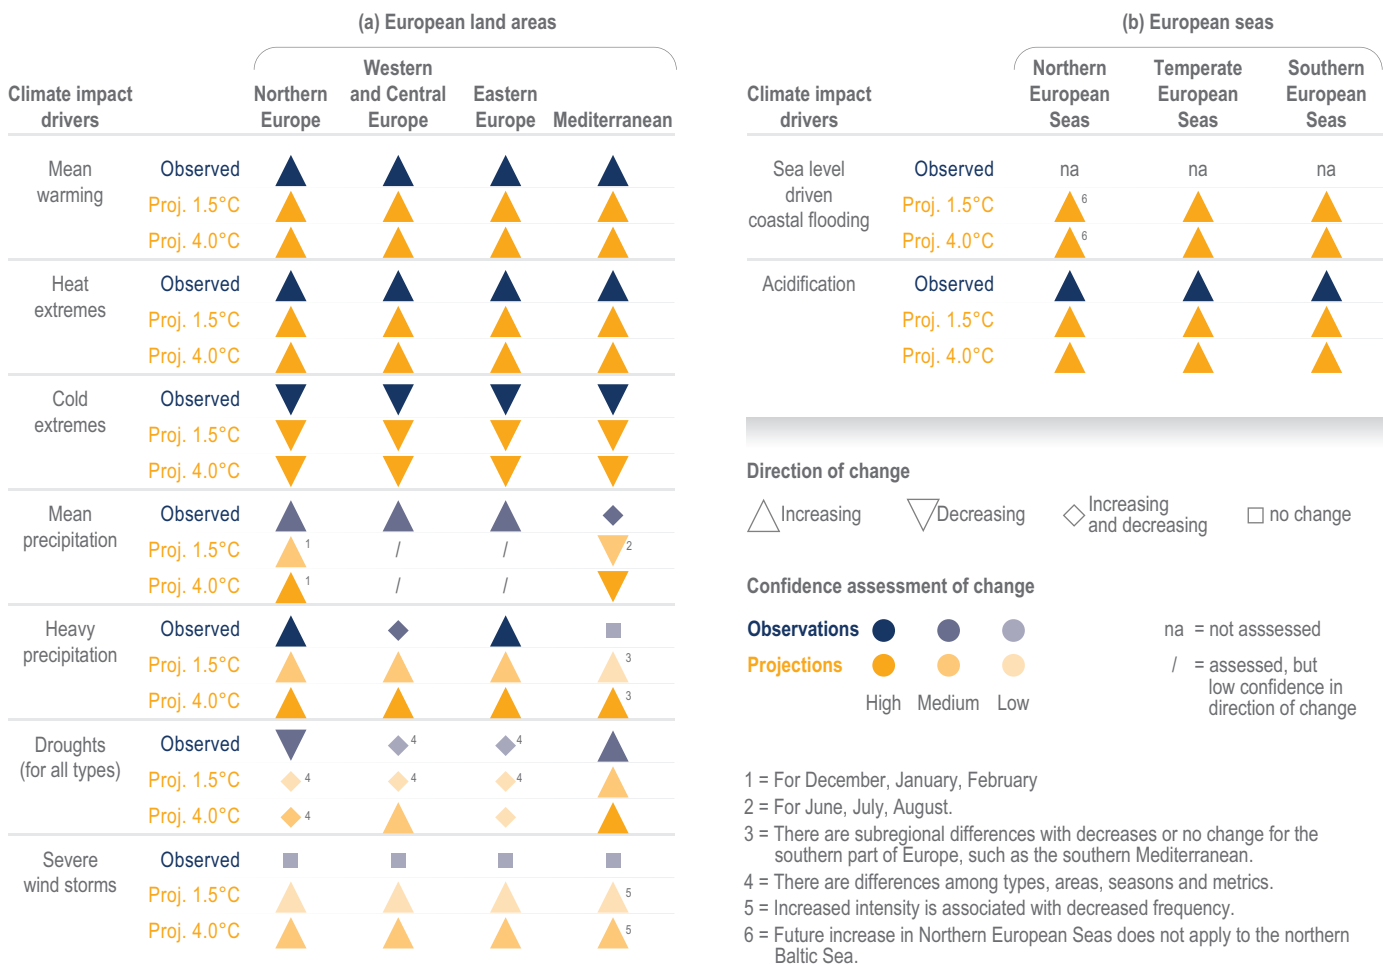 (a) European land areas
Climate impact
drivers
Northern
Europe
Western
and Central
Europe
Eastern
Europe
Mediterranean
Mean
warming
Observed
Proj. 1.5°C
Proj. 4.0°C
Heat
extremes
Observed
Proj. 1.5°C
Proj. 4.0°C
Cold
extremes
Observed
Proj. 1.5°C
Proj. 4.0°C
Mean
precipitation
Observed
Proj. 1.5°C
1 / / 2
Proj. 4.0°C
1 / /
Heavy
precipitation
Observed
Proj. 1.5°C
3
Proj. 4.0°C
3
Droughts
(for all types)
Observed
4 4
Proj. 1.5°C
4 4 4
Proj. 4.0°C
4
Severe
wind storms
Observed
Proj. 1.5°C
5
Proj. 4.0°C
5
(b) European seas
Climate impact
drivers
Northern
European
Seas
Temperate
European
Seas
Southern
European
Seas
Sea level
driven
coastal flooding
Observed
na na na
Proj. 1.5°C
6
Proj. 4.0°C
6
Acidification
Observed
Proj. 1.5°C
Proj. 4.0°C
Direction of change
Increasing
Decreasing
Increasing
and decreasing
no change
Confidence assessment of change
Observations
Projections
High Medium Low
na = not asssessed
/ = assessed, but
low confidence in
direction of change
1 = For December, January, February
2 = For June, July, August.
3 = There are subregional differences with decreases or no change for the
southern part of Europe, such as the southern Mediterranean.
4 = There are differences among types, areas, seasons and metrics.
5 = Increased intensity is associated with decreased frequency.
6 = Future increase in Northern European Seas does not apply to the northern
Baltic Sea.